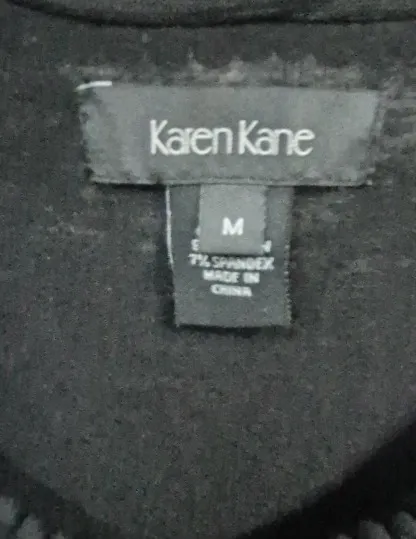 Karen Kane
M
7% SPANDEX
MADE IN
CHINA